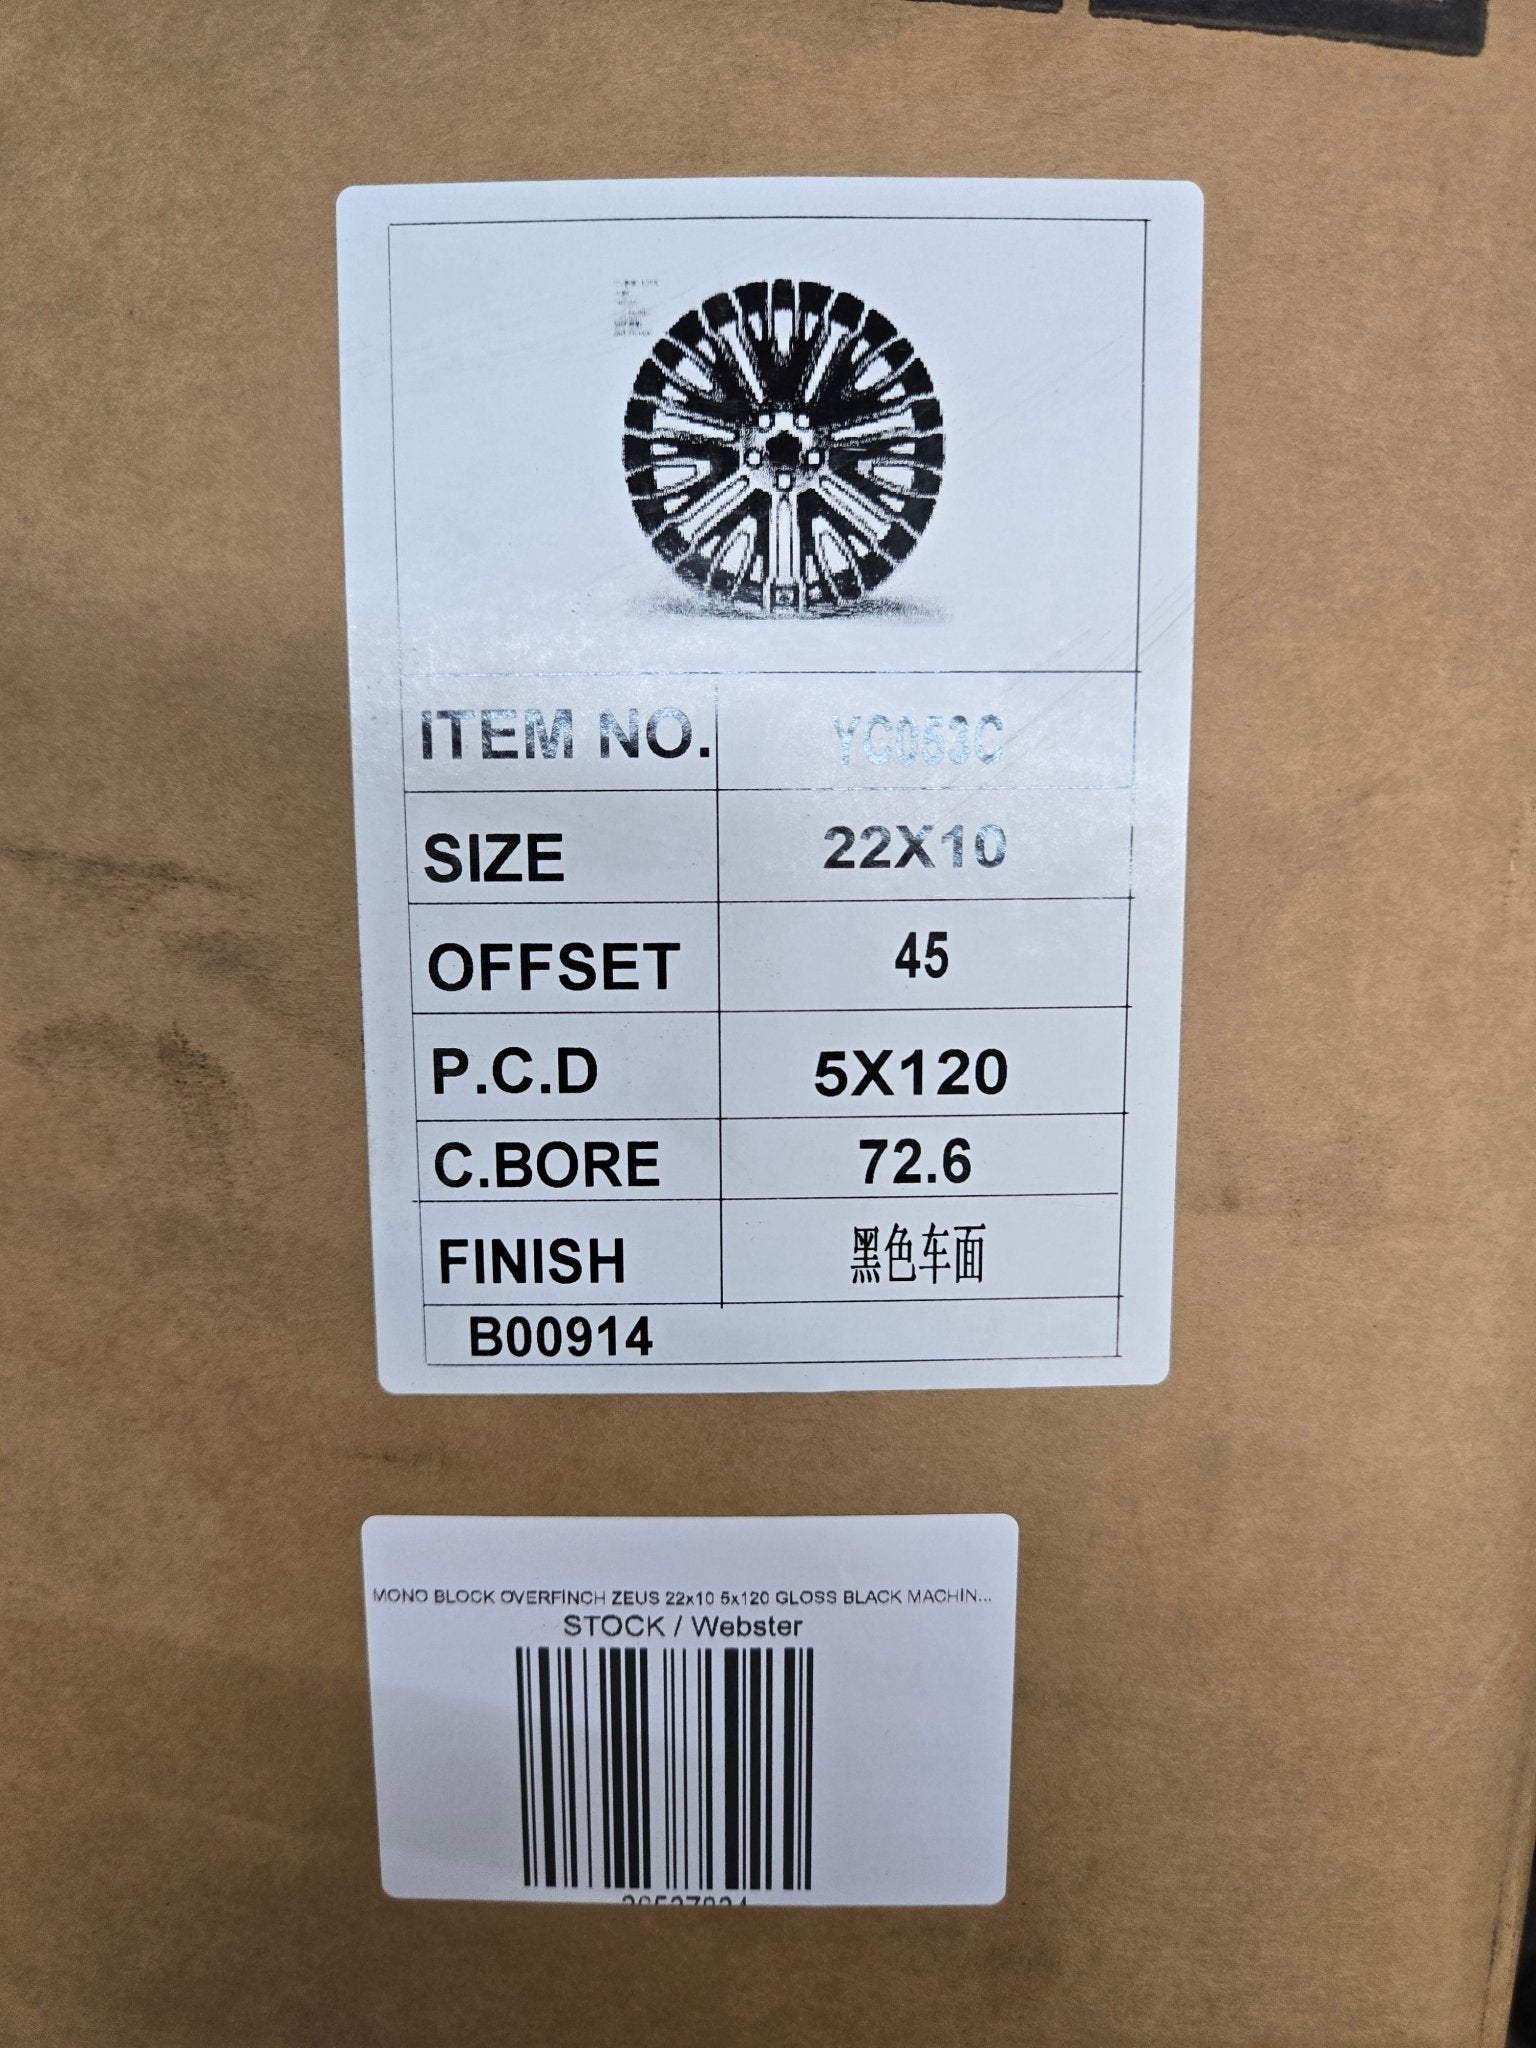 ITEM NO. YC053C
SIZE 22X10
OFFSET 45
P.C.D 5X120
C.BORE 72.6
FINISH 黑色车面
B00914
MONO BLOCK OVERFINCH ZEUS 22x10 5x120 GLOSS BLACK MACHIN...
STOCK / Webster